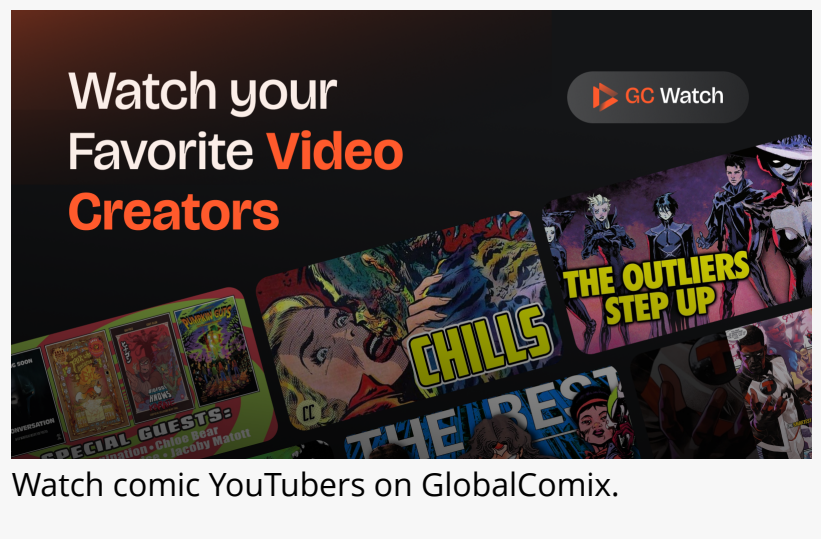 Watch your
Favorite Video
Creators
GC Watch
THE OUTLIERS
STEP UP
CHILLS
CC
SPECIAL GUESTS:
Chloe Bear
Jacoby Matott
THE BEST
Watch comic YouTubers on GlobalComix.